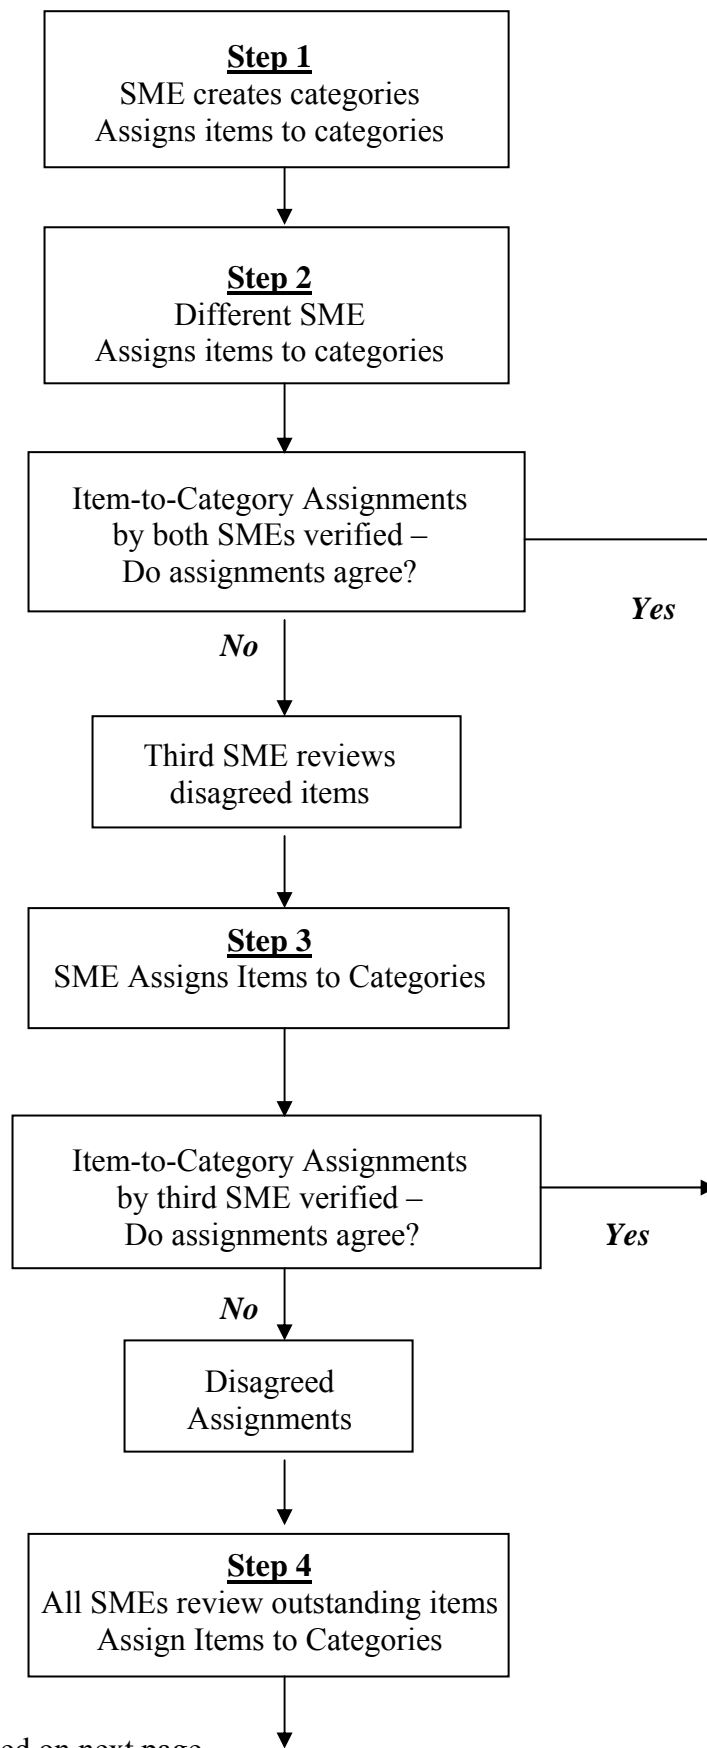 Step 1
SME creates categories
Assigns items to categories
Step 2
Different SME
Assigns items to categories
Item-to-Category Assignments
by both SMEs verified –
Do assignments agree?
Yes
No
Third SME reviews
disagreed items
Step 3
SME Assigns Items to Categories
Item-to-Category Assignments
by third SME verified –
Do assignments agree?
Yes
No
Disagreed
Assignments
Step 4
All SMEs review outstanding items
Assign Items to Categories
on next page